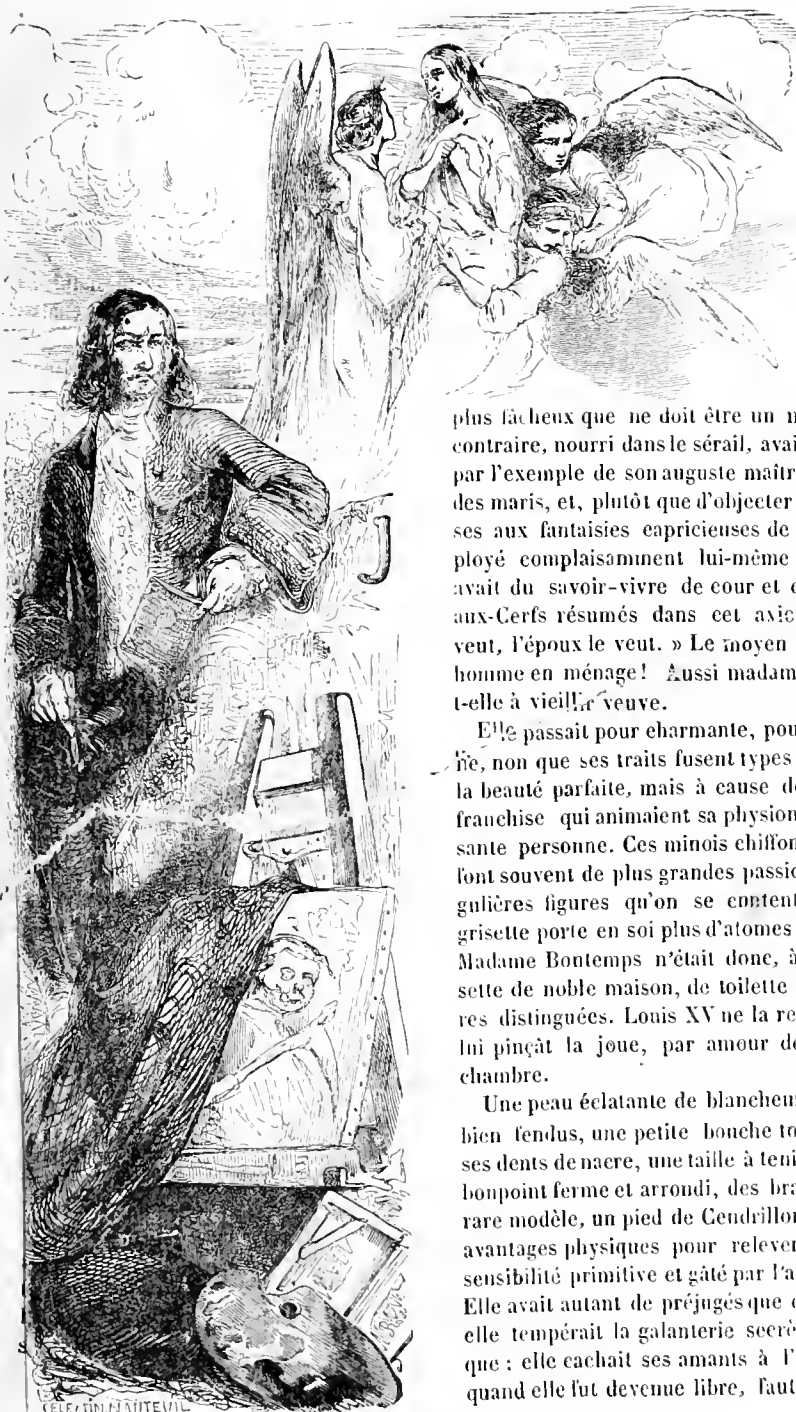 J
plus fâcheux que ne doit être un
contraire, nourri dans le sérail, avai
par l'exemple de son auguste maîtr
des maris, et, plutôt que d'objecter
ses aux fantaisies capricieuses de
ployé complaisamment lui-même
avait du savoir-vivre de cour et
aux-Cerfs résumés dans cet axio
veut, l'époux le veut. » Le moyen
homme en ménage! Aussi madam
t-elle à vieillir veuve.
Elle passait pour charmante, pou
lie, non que ses traits fusent types
la beauté parfaite, mais à cause de
franchise qui animaient sa physion
sante personne. Ces minois chiffon
font souvent de plus grandes passio
gulières figures qu'on se content
grisette porte en soi plus d'atomes
Madame Bontemps n'était donc, à
sette de noble maison, de toilette
res distinguées. Louis XV ne la re
lui pinçât la joue, par amour de
chambre.
Une peau éclatante de blancheur
bien fendus, une petite bouche to
ses dents de nacre, une taille à teni
bonpoint ferme et arrondi, des bra
rare modèle, un pied de Cendrillon
avantages physiques pour relever
sensibilité primitive et gâté par l'a
Elle avait autant de préjugés que
elle tempérait la galanterie secrè
que : elle cachait ses amants à l'
quand elle fut devenue libre, faut
CELESTIN NANTEUIL